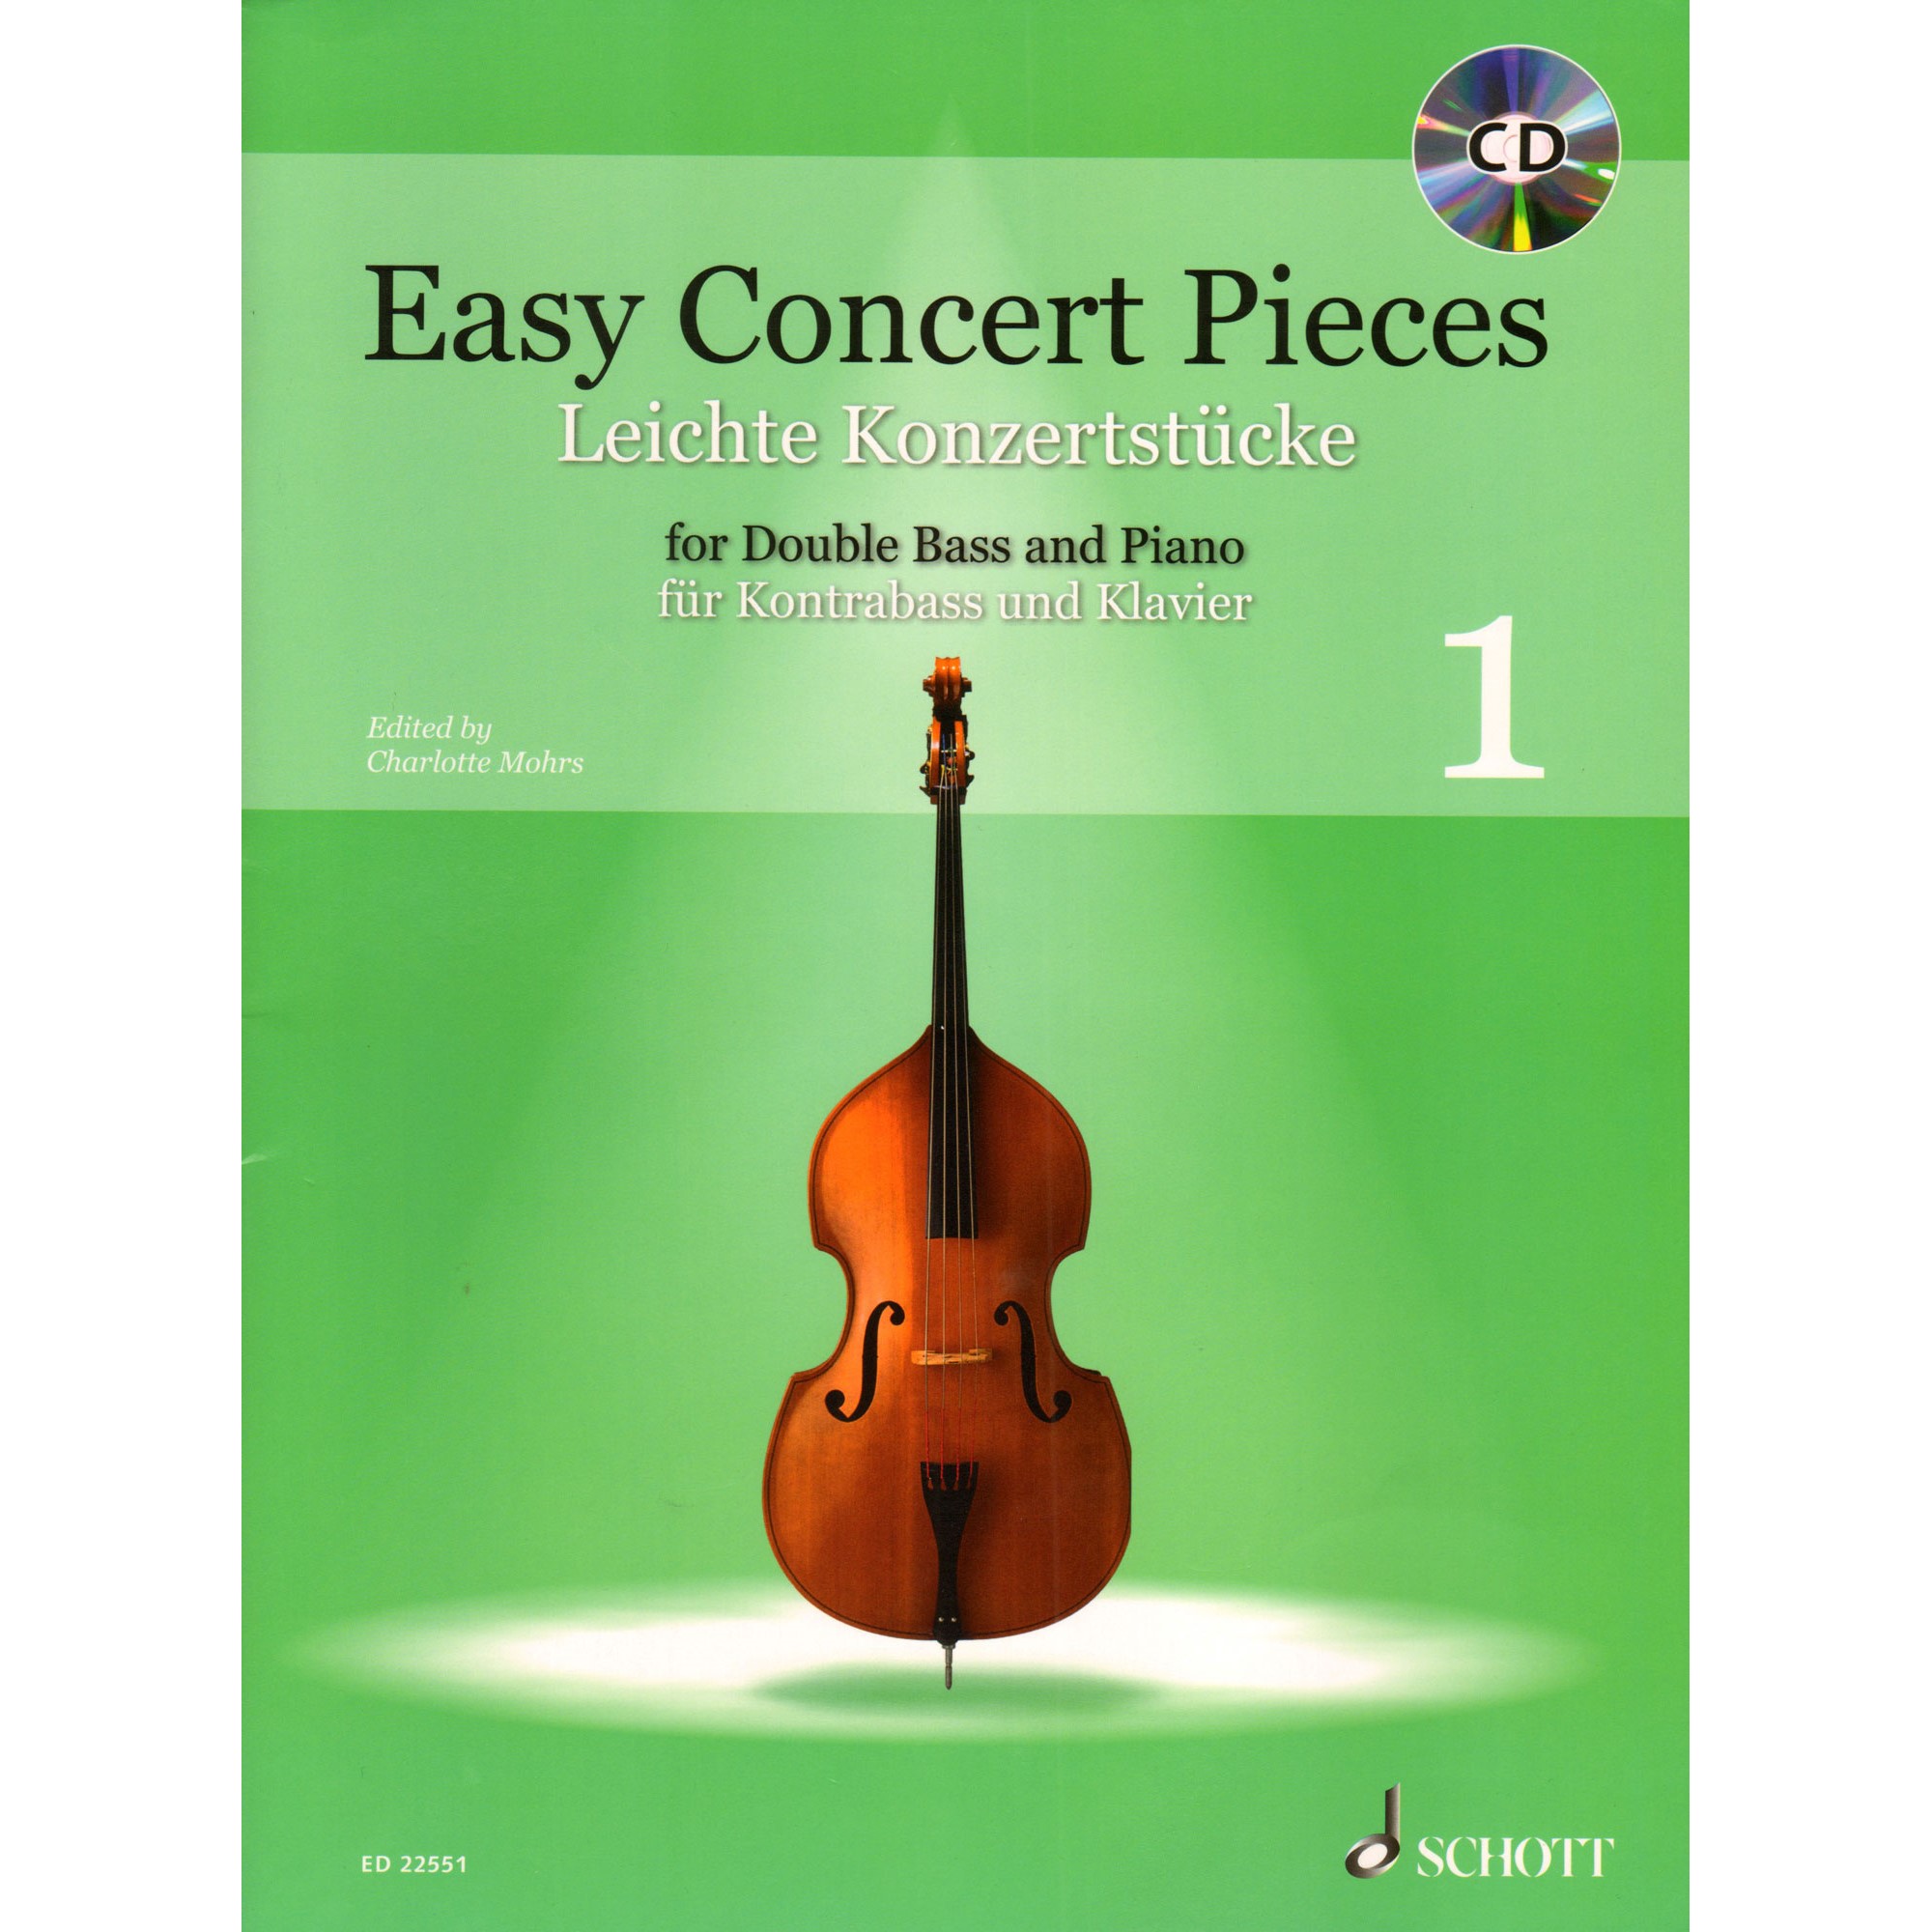 CD
Easy Concert Pieces
Leichte Konzertstücke
for Double Bass and Piano
für Kontrabass und Klavier
1
Edited by
Charlotte Mohrs
ED 22551
SCHOTT